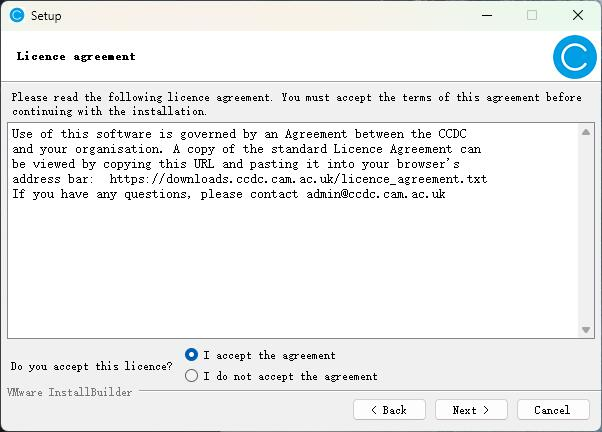 Setup
Licence agreement
Please read the following licence agreement. You must accept the terms of this agreement before
continuing with the installation.
Use of this software is governed by an Agreement between the CCDC
and your organisation. A copy of the standard Licence Agreement can
be viewed by copying this URL and pasting it into your browser's
address bar:  https://downloads.ccdc.cam.ac.uk/licence_agreement.txt
If you have any questions, please contact admin@ccdc.cam.ac.uk
Do you accept this licence?
I accept the agreement
I do not accept the agreement
VMware InstallBuilder
< Back
Next >
Cancel